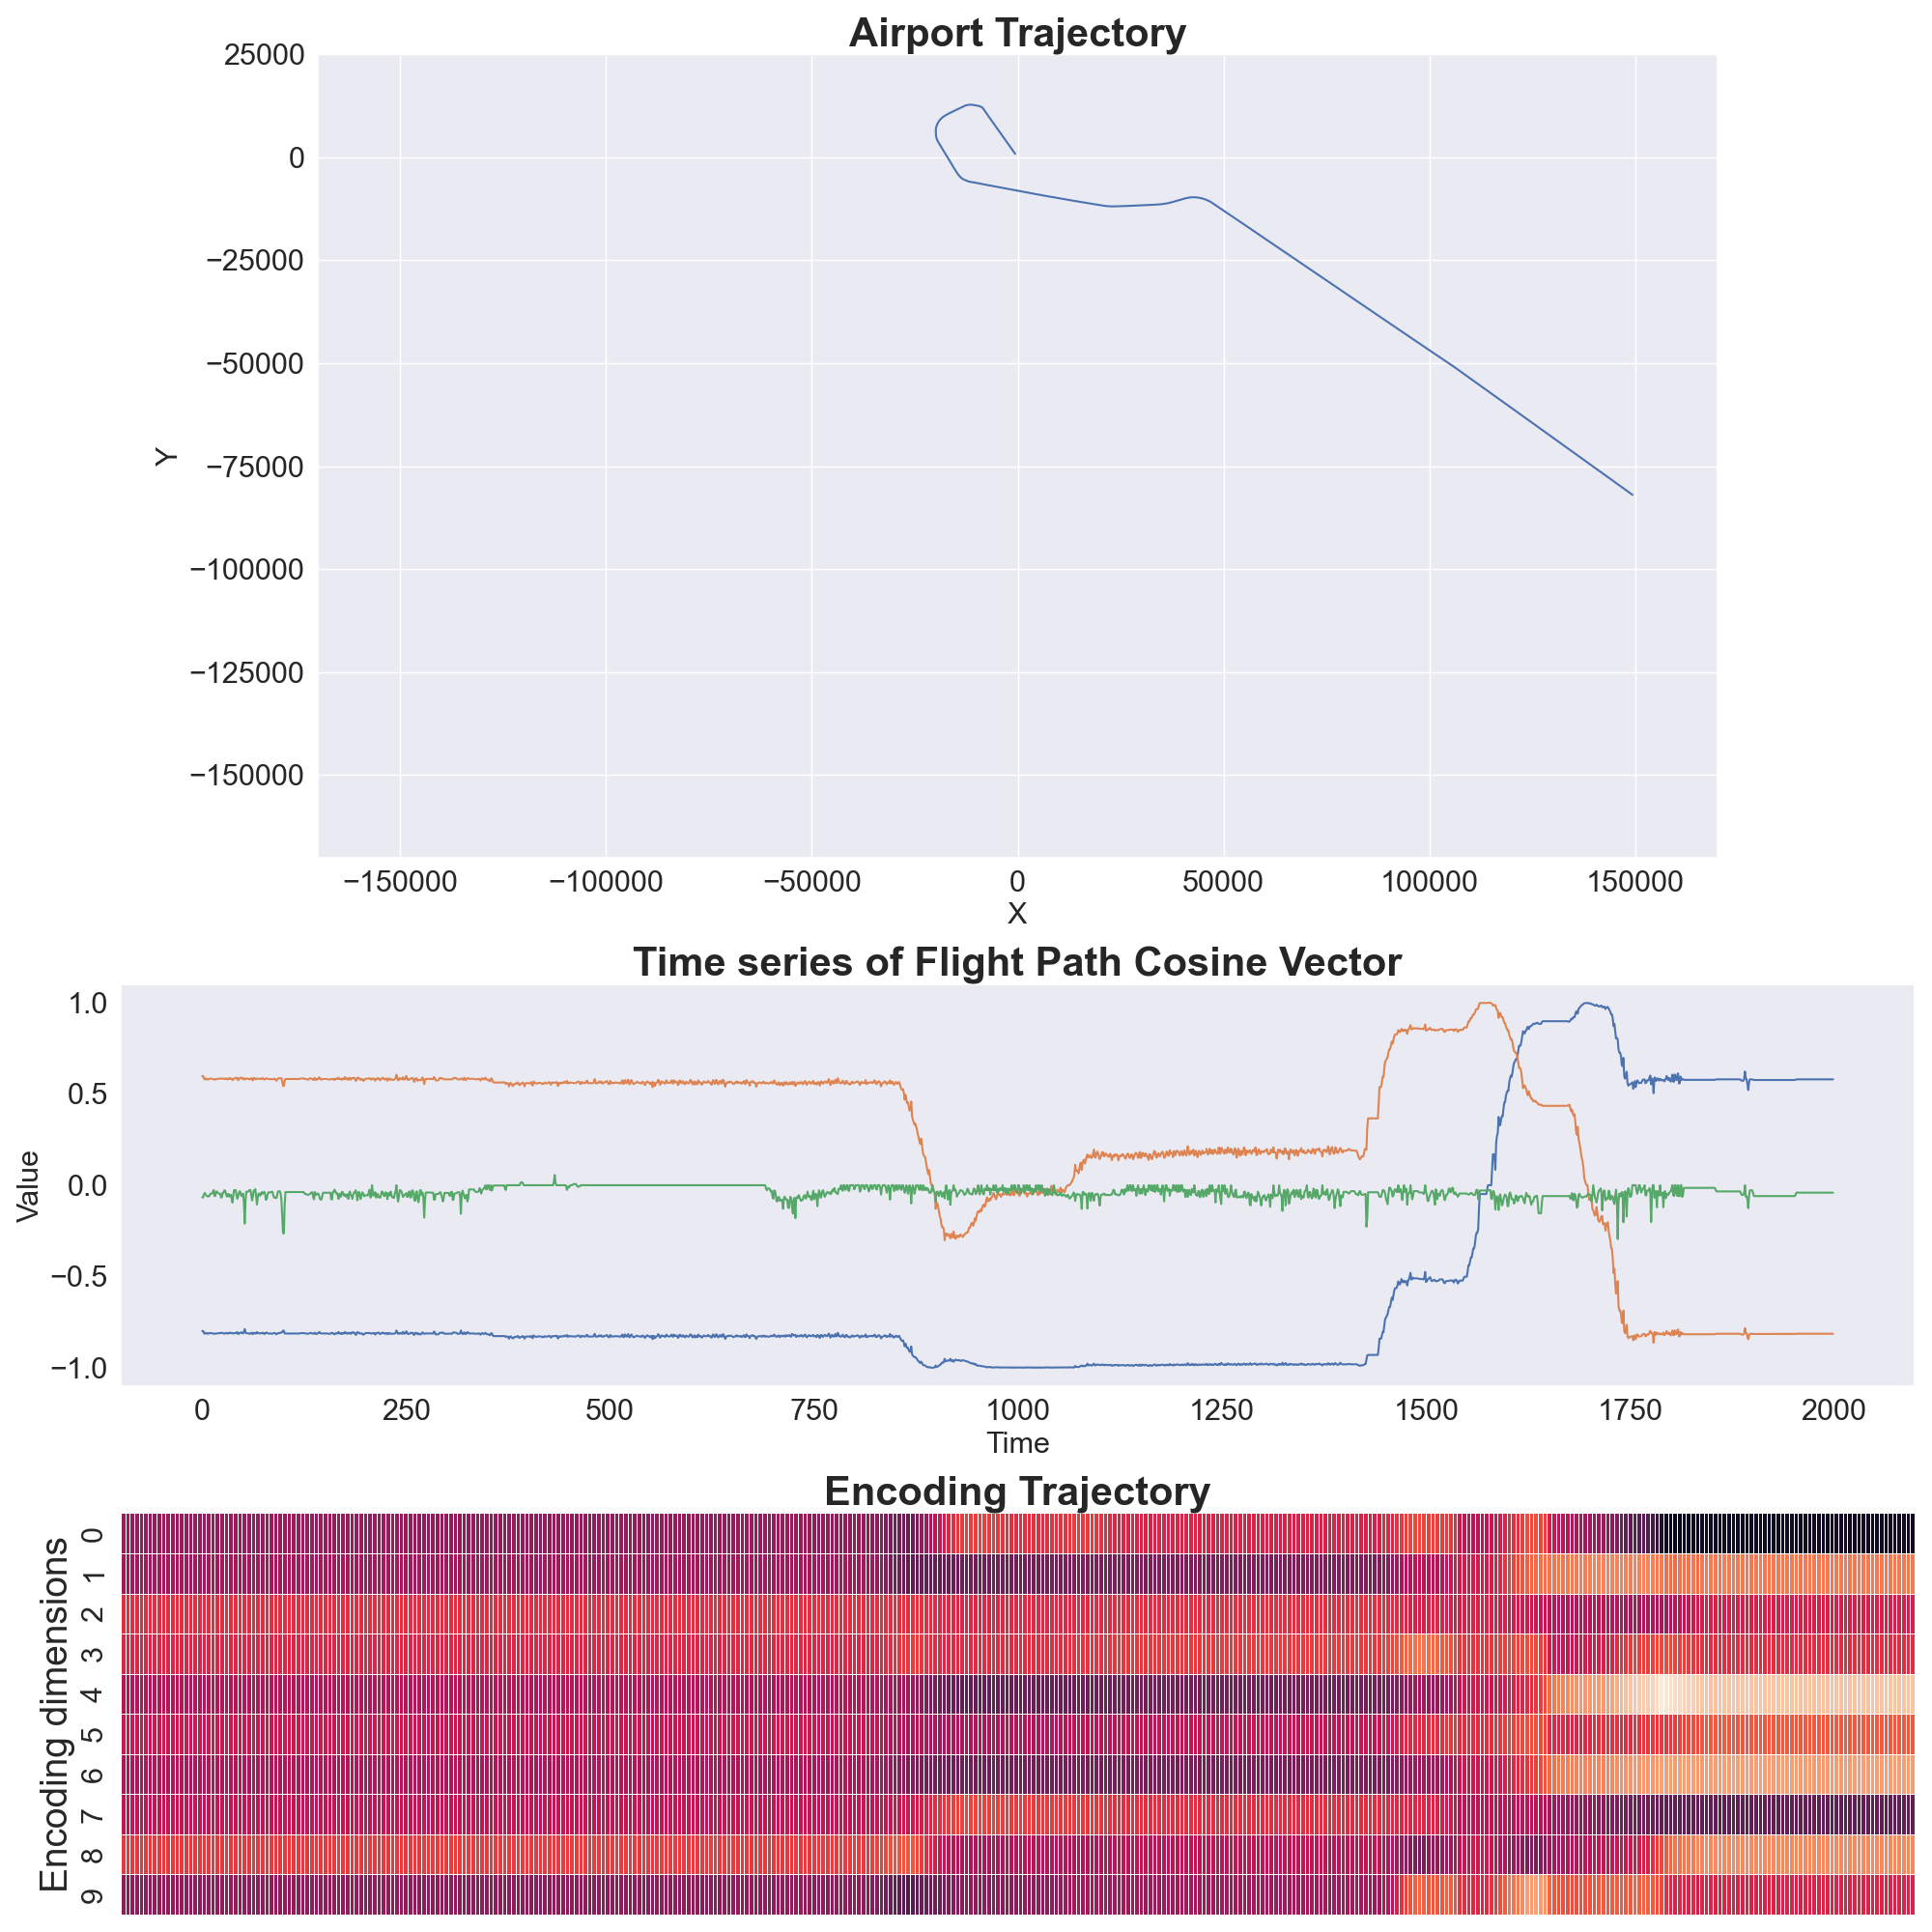 Airport Trajectory
25000
0
−25000
−50000
−75000
−100000
−125000
−150000
Y
−150000 −100000 −50000 0 50000 100000 150000
X
Time series of Flight Path Cosine Vector
1.0
0.5
0.0
−0.5
−1.0
Value
0 250 500 750 1000 1250 1500 1750 2000
Time
Encoding Trajectory
Encoding dimensions
0
1
2
3
4
5
6
7
8
9